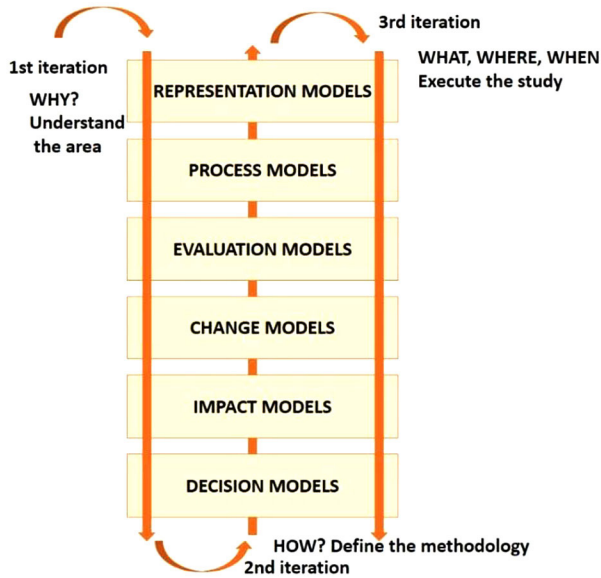 3rd iteration
1st iteration
WHAT, WHERE, WHEN
Execute the study
WHY?
Understand
the area
REPRESENTATION MODELS
PROCESS MODELS
EVALUATION MODELS
CHANGE MODELS
IMPACT MODELS
DECISION MODELS
HOW? Define the methodology
2nd iteration